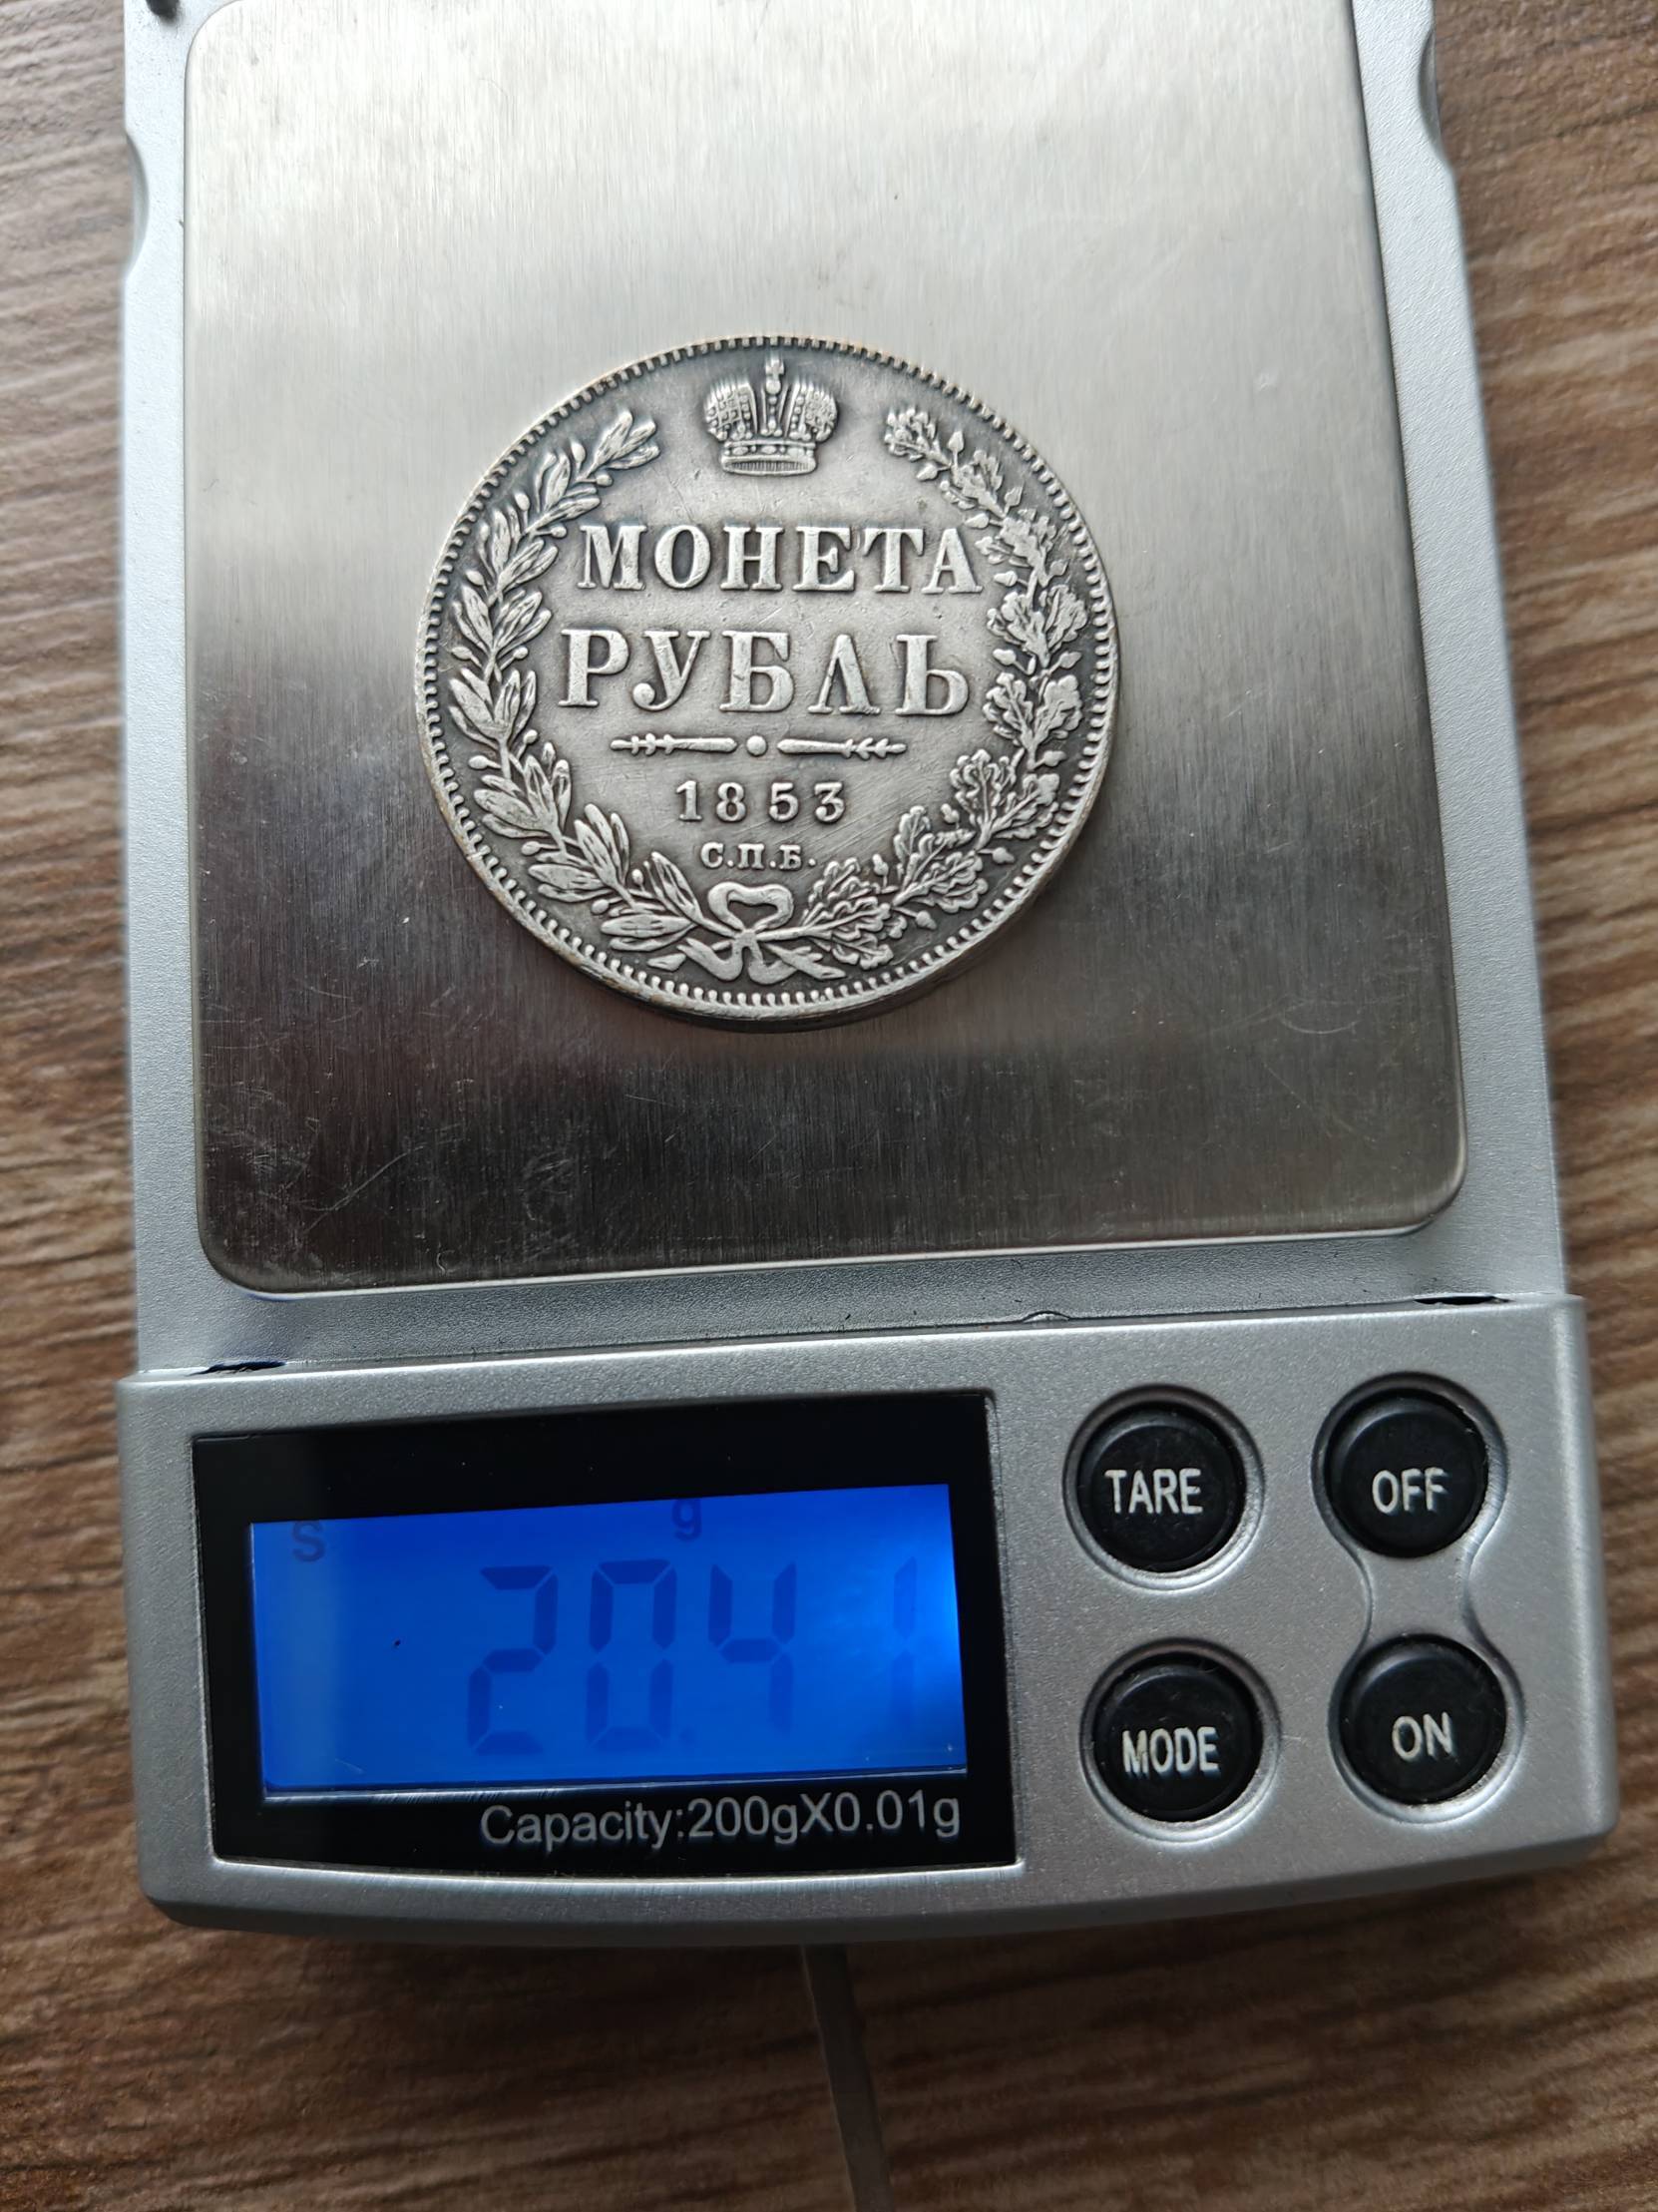 МОНЕТА
РУБЛЬ
1853
С.П.Б.
S g
20.41
Capacity:200gX0.01g
TARE OFF
MODE ON